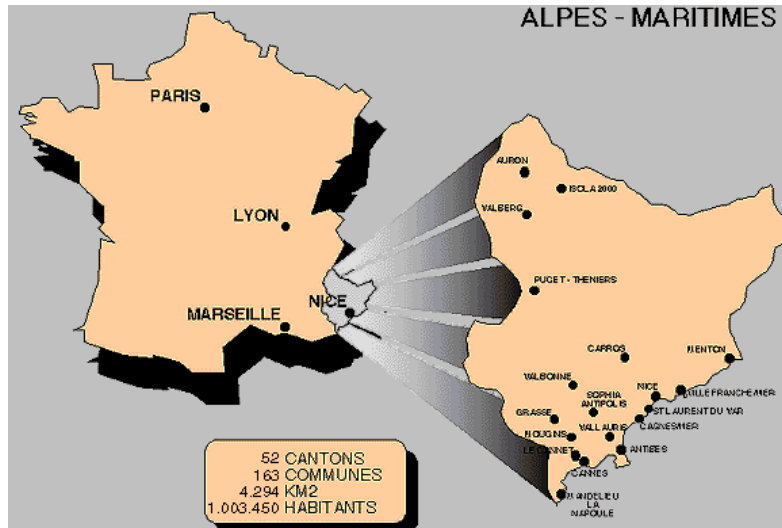 ALPES - MARITIMES
PARIS
LYON
MARSEILLE
NICE
AURON
ISOLA 2000
VALBERG
PUGET - THENIERS
CARROS
MENTON
VALBONNE
NICE
VILLEFRANCHE/MER
SOPHIA
ANTIPOLIS
ST LAURENT DU VAR
GRASSE
CAGNES/MER
MOUGINS
VALLAURIS
LE CANNET
ANTIBES
CANNES
MANDELIEU
LA
NAPOULE
52 CANTONS
163 COMMUNES
4.294 KM2
1.003.450 HABITANTS